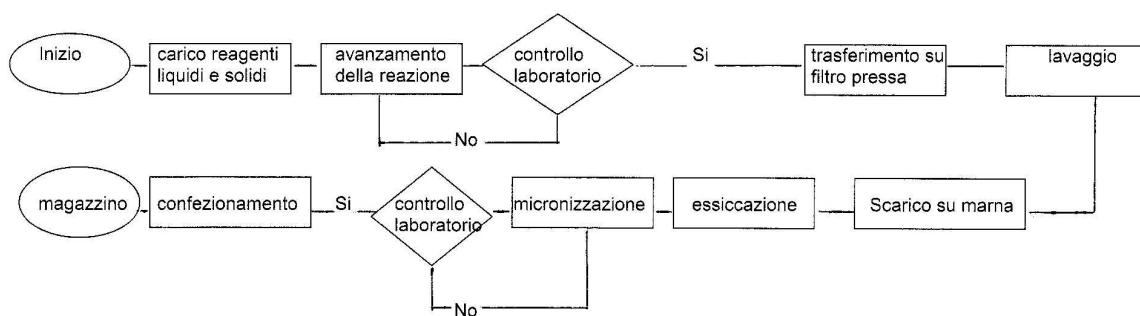 Inizio
carico reagenti
liquidi e solidi
avanzamento
della reazione
controllo
laboratorio
Si
trasferimento su
filtro pressa
lavaggio
No
magazzino
confezionamento
Si
controllo
laboratorio
micronizzazione
essiccazione
Scarico su marna
No